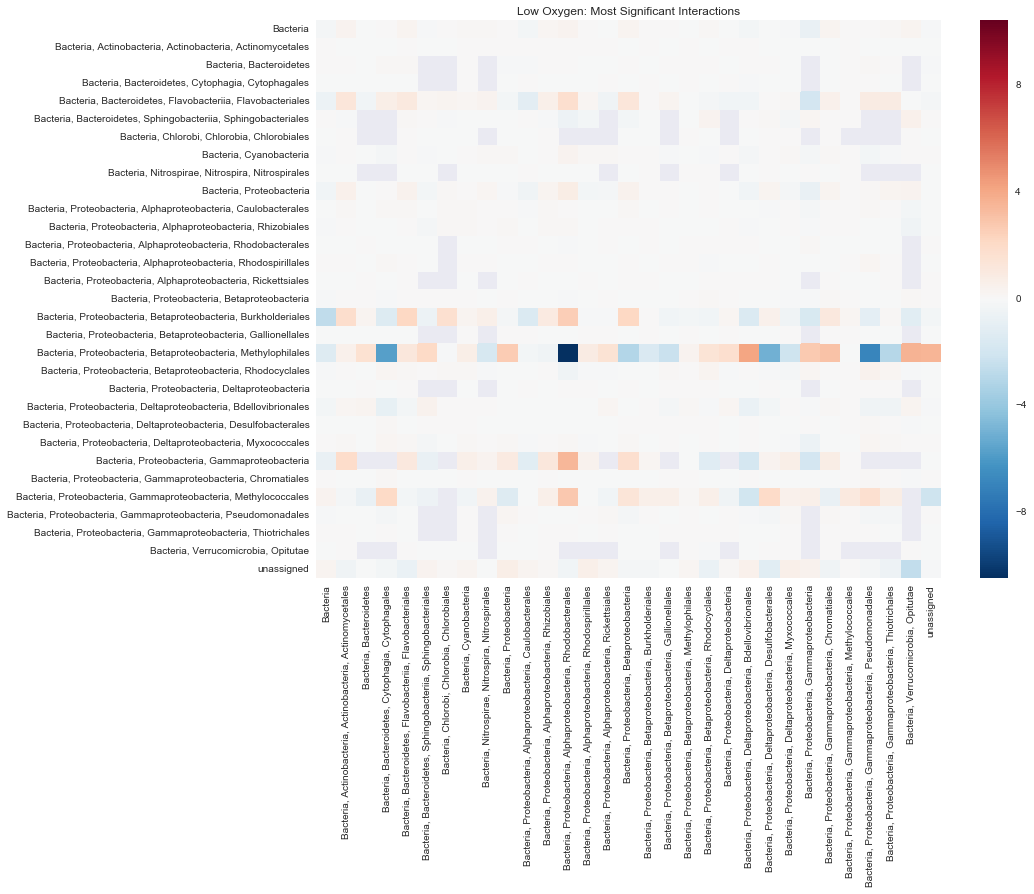 Low Oxygen: Most Significant Interactions
Bacteria
Bacteria, Actinobacteria, Actinobacteria, Actinomycetales
Bacteria, Bacteroidetes
Bacteria, Bacteroidetes, Cytophagia, Cytophagales
Bacteria, Bacteroidetes, Flavobacteriia, Flavobacteriales
Bacteria, Bacteroidetes, Sphingobacteriia, Sphingobacteriales
Bacteria, Chlorobi, Chlorobia, Chlorobiales
Bacteria, Cyanobacteria
Bacteria, Nitrospirae, Nitrospira, Nitrospirales
Bacteria, Proteobacteria
Bacteria, Proteobacteria, Alphaproteobacteria, Caulobacterales
Bacteria, Proteobacteria, Alphaproteobacteria, Rhizobiales
Bacteria, Proteobacteria, Alphaproteobacteria, Rhodobacterales
Bacteria, Proteobacteria, Alphaproteobacteria, Rhodospirillales
Bacteria, Proteobacteria, Alphaproteobacteria, Rickettsiales
Bacteria, Proteobacteria, Betaproteobacteria
Bacteria, Proteobacteria, Betaproteobacteria, Burkholderiales
Bacteria, Proteobacteria, Betaproteobacteria, Gallionellales
Bacteria, Proteobacteria, Betaproteobacteria, Methylophilales
Bacteria, Proteobacteria, Betaproteobacteria, Rhodocyclales
Bacteria, Proteobacteria, Deltaproteobacteria
Bacteria, Proteobacteria, Deltaproteobacteria, Bdellovibrionales
Bacteria, Proteobacteria, Deltaproteobacteria, Desulfobacterales
Bacteria, Proteobacteria, Deltaproteobacteria, Myxococcales
Bacteria, Proteobacteria, Gammaproteobacteria
Bacteria, Proteobacteria, Gammaproteobacteria, Chromatiales
Bacteria, Proteobacteria, Gammaproteobacteria, Methylococcales
Bacteria, Proteobacteria, Gammaproteobacteria, Pseudomonadales
Bacteria, Proteobacteria, Gammaproteobacteria, Thiotrichales
Bacteria, Verrucomicrobia, Opitutae
unassigned
Bacteria
Bacteria, Actinobacteria, Actinobacteria, Actinomycetales
Bacteria, Bacteroidetes
Bacteria, Bacteroidetes, Cytophagia, Cytophagales
Bacteria, Bacteroidetes, Flavobacteriia, Flavobacteriales
Bacteria, Bacteroidetes, Sphingobacteriia, Sphingobacteriales
Bacteria, Chlorobi, Chlorobia, Chlorobiales
Bacteria, Cyanobacteria
Bacteria, Nitrospirae, Nitrospira, Nitrospirales
Bacteria, Proteobacteria
Bacteria, Proteobacteria, Alphaproteobacteria, Caulobacterales
Bacteria, Proteobacteria, Alphaproteobacteria, Rhizobiales
Bacteria, Proteobacteria, Alphaproteobacteria, Rhodobacterales
Bacteria, Proteobacteria, Alphaproteobacteria, Rhodospirillales
Bacteria, Proteobacteria, Alphaproteobacteria, Rickettsiales
Bacteria, Proteobacteria, Betaproteobacteria
Bacteria, Proteobacteria, Betaproteobacteria, Burkholderiales
Bacteria, Proteobacteria, Betaproteobacteria, Gallionellales
Bacteria, Proteobacteria, Betaproteobacteria, Methylophilales
Bacteria, Proteobacteria, Betaproteobacteria, Rhodocyclales
Bacteria, Proteobacteria, Deltaproteobacteria
Bacteria, Proteobacteria, Deltaproteobacteria, Bdellovibrionales
Bacteria, Proteobacteria, Deltaproteobacteria, Desulfobacterales
Bacteria, Proteobacteria, Deltaproteobacteria, Myxococcales
Bacteria, Proteobacteria, Gammaproteobacteria
Bacteria, Proteobacteria, Gammaproteobacteria, Chromatiales
Bacteria, Proteobacteria, Gammaproteobacteria, Methylococcales
Bacteria, Proteobacteria, Gammaproteobacteria, Pseudomonadales
Bacteria, Proteobacteria, Gammaproteobacteria, Thiotrichales
Bacteria, Verrucomicrobia, Opitutae
unassigned
8
4
0
−4
−8